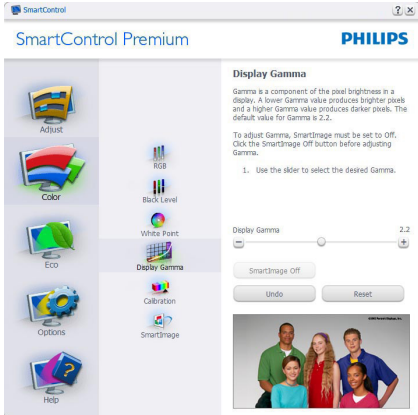 SmartControl
?
SmartControl Premium
PHILIPS
Adjust
Color
Eco
Options
Help
RGB
Black Level
White Point
Display Gamma
Calibration
SmartImage
Display Gamma
Gamma is a component of the pixel brightness in a
display. A lower Gamma value produces brighter pixels
and a higher Gamma value produces darker pixels. The
default value for Gamma is 2.2.
To adjust Gamma, SmartImage must be set to Off.
Click the SmartImage Off button before adjusting
Gamma.
1. Use the slider to select the desired Gamma.
Display Gamma 2.2
SmartImage Off
Undo Reset